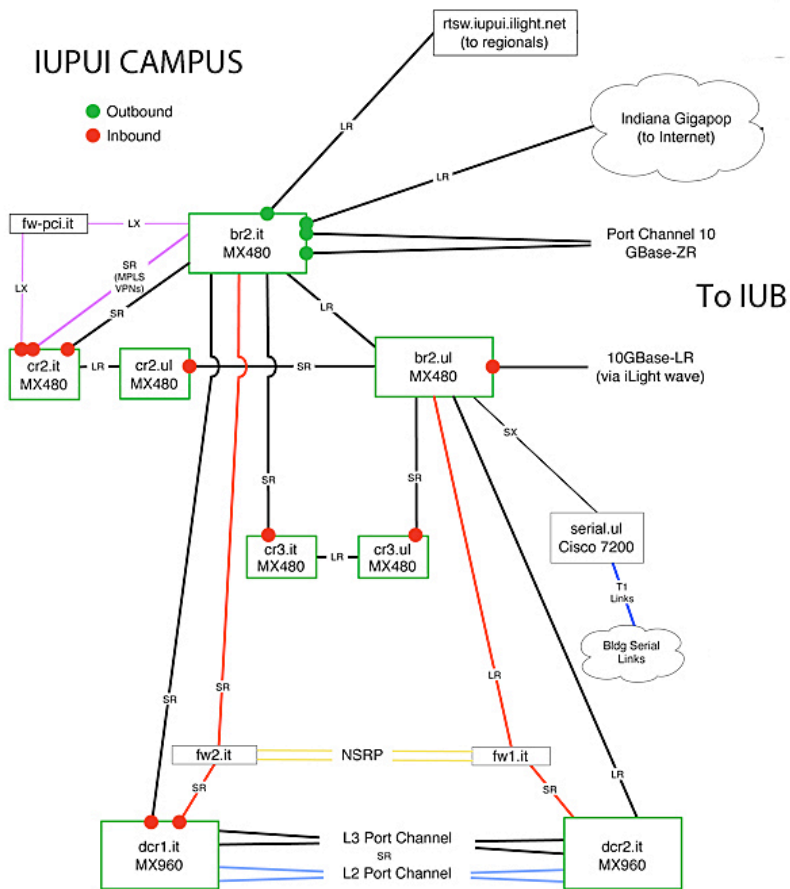 rtsw.iupui.ilight.net
(to regionals)
IUPUI CAMPUS
Outbound
Inbound
LR
Indiana Gigapop
(to Internet)
LR
fw-pci.it
LX
br2.it
MX480
Port Channel 10
GBase-ZR
SR
(MPLS
VPNs)
LX
To IUB
SR
LR
cr2.it
MX480
LR
cr2.ul
MX480
SR
br2.ul
MX480
10GBase-LR
(via iLight wave)
SX
SR
SR
serial.ul
Cisco 7200
cr3.it
MX480
LR
cr3.ul
MX480
T1
Links
Bldg Serial
Links
SR
SR
LR
fw2.it
NSRP
fw1.it
LR
SR
SR
dcr1.it
MX960
L3 Port Channel
SR
L2 Port Channel
dcr2.it
MX960